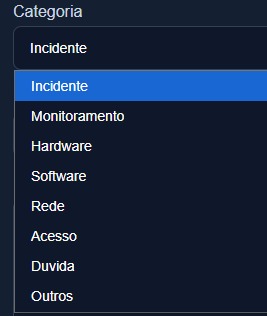 Categoria
Incidente
Incidente
Monitoramento
Hardware
Software
Rede
Acesso
Duvida
Outros